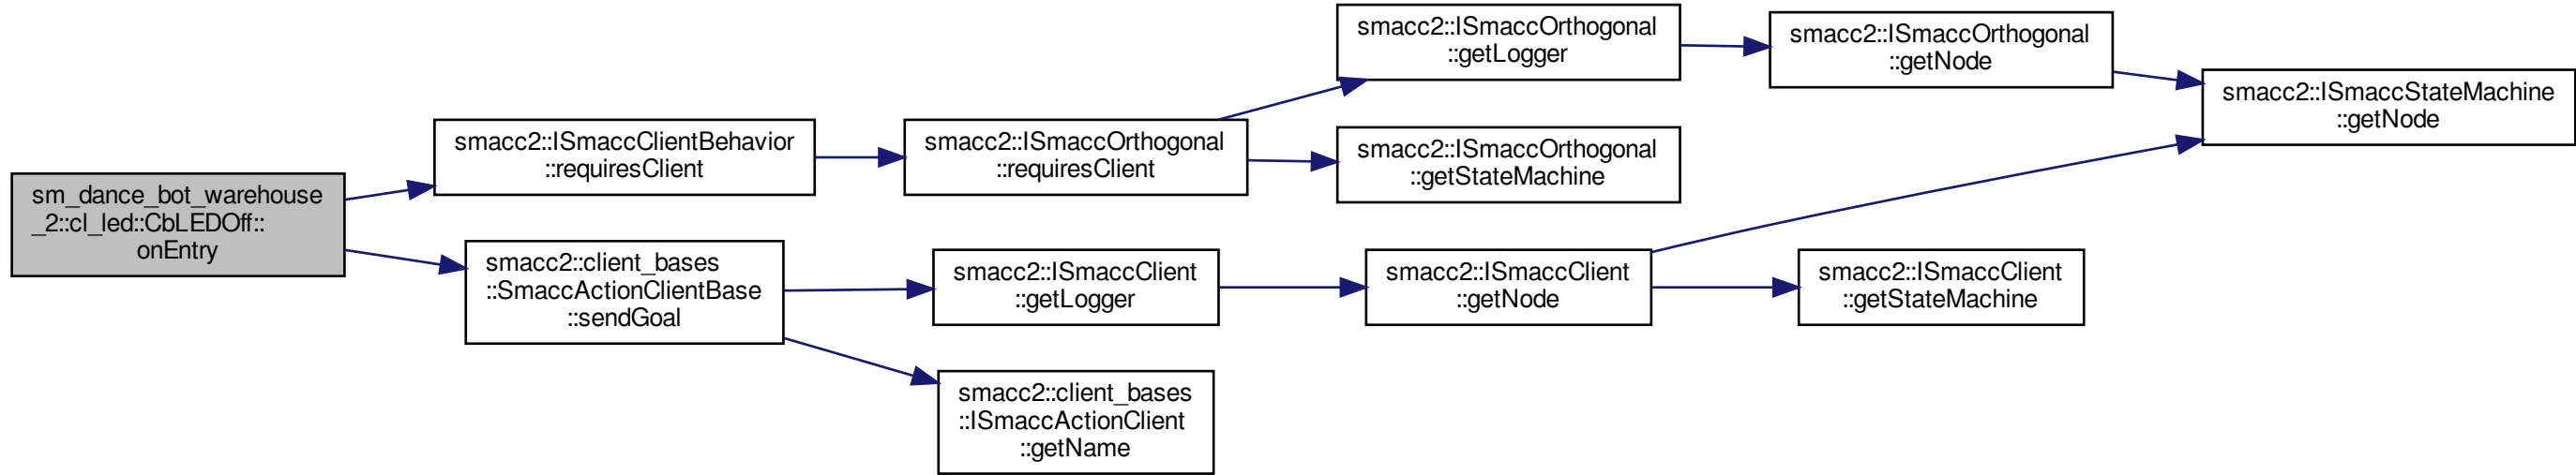 sm_dance_bot_warehouse
_2::cl_led::CbLEDOff::
onEntry
smacc2::ISmaccClientBehavior
::requiresClient
smacc2::ISmaccOrthogonal
::requiresClient
smacc2::ISmaccOrthogonal
::getLogger
smacc2::ISmaccOrthogonal
::getNode
smacc2::ISmaccStateMachine
::getNode
smacc2::ISmaccOrthogonal
::getStateMachine
smacc2::client_bases
::SmaccActionClientBase
::sendGoal
smacc2::ISmaccClient
::getLogger
smacc2::ISmaccClient
::getNode
smacc2::ISmaccClient
::getStateMachine
smacc2::client_bases
::ISmaccActionClient
::getName